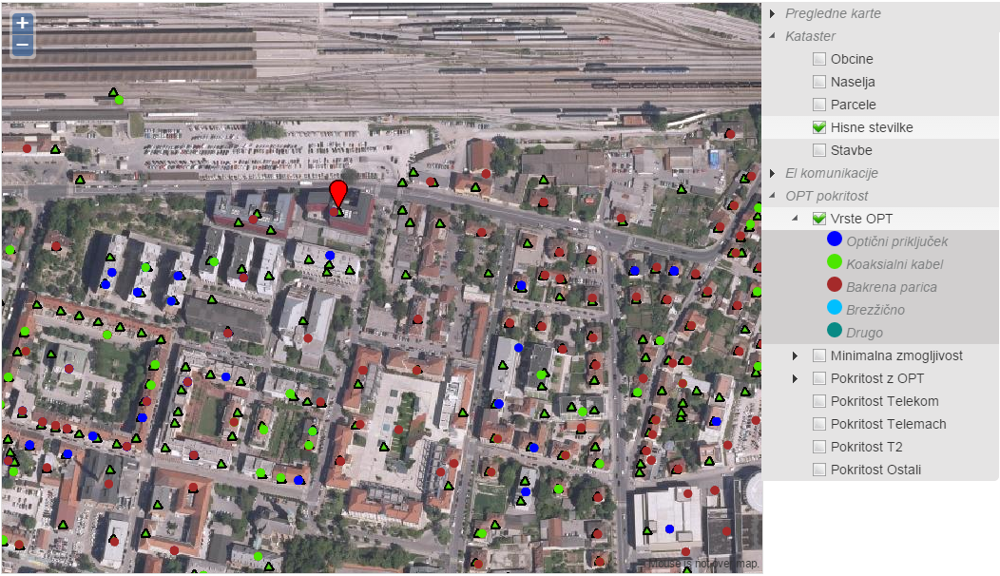 +
−
Pregledne karte
Kataster
Obcine
Naselja
Parcele
Hisne stevilke
Stavbe
El komunikacije
OPT pokritost
Vrste OPT
Optični priključek
Koaksialni kabel
Bakrena parica
Brezžično
Drugo
Minimalna zmogljivost
Pokritost z OPT
Pokritost Telekom
Pokritost Telemach
Pokritost T2
Pokritost Ostali
Mouse is not over map.